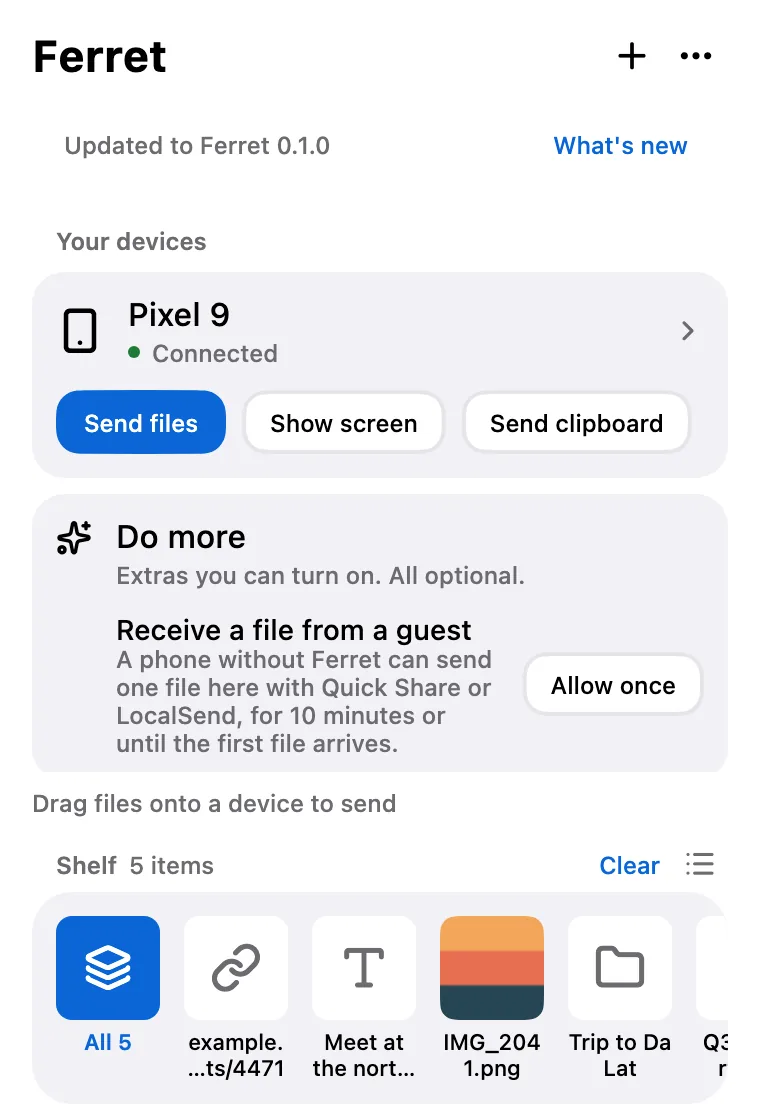 Ferret
Updated to Ferret 0.1.0
What's new
Your devices
Pixel 9
Connected
Send files
Show screen
Send clipboard
Do more
Extras you can turn on. All optional.
Receive a file from a guest
A phone without Ferret can send
one file here with Quick Share or
LocalSend, for 10 minutes or
until the first file arrives.
Allow once
Drag files onto a device to send
Shelf 5 items
Clear
All 5
example.
...ts/4471
Meet at
the nort...
IMG_204
1.png
Trip to Da
Lat